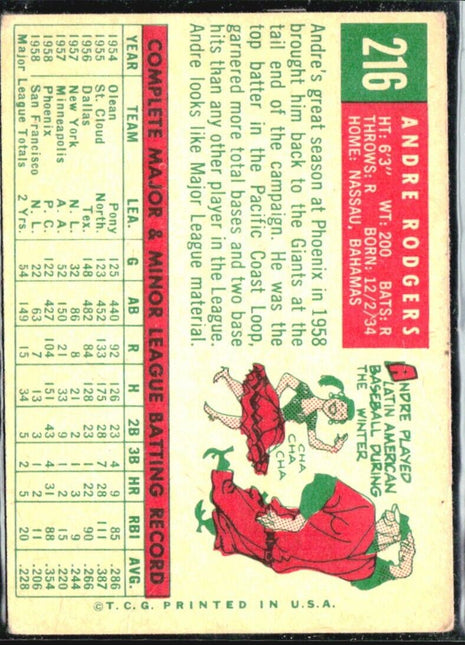 216
ANDRE RODGERS
HT: 6'3" WT: 200 BATS: R
THROWS: R BORN: 12/2/34
HOME: NASSAU, BAHAMAS
Andre's great season at Phoenix in 1958
brought him back to the Giants at the
tail end of the campaign. He was the
top batter in the Pacific Coast Loop,
garnered more total bases and two base
hits than any other player in the League.
Andre looks like Major League material.
ANDRE PLAYED
LATIN AMERICAN
BASEBALL DURING
THE WINTER
CHA
CHA
CHA
COMPLETE MAJOR & MINOR LEAGUE BATTING RECORD
YEAR TEAM LEA G AB R H 2B 3B HR RBI AVG.
1954 Olean Pony 125 440 92 126 23 4 9 85 .286
1955 St. Cloud North. 123 452 133 175 28 7 28 111 .387
1956 Dallas Tex. 148 482 84 128 23 22 90 .266
1957 New York N. L. 32 86 8 21 2 1 3 9 .244
1957 Minneapolis A. A. 52 150 21 33 9 1 2 15 .220
1958 Phoenix P. C. 122 427 104 151 31 88 .354
1958 San Francisco N. L. 22 63 7 13 3 1 2 11 .206
Major League Totals 2 Yrs. 54 149 15 34 5 2 5 20 .228
©T.C.G. PRINTED IN U.S.A.